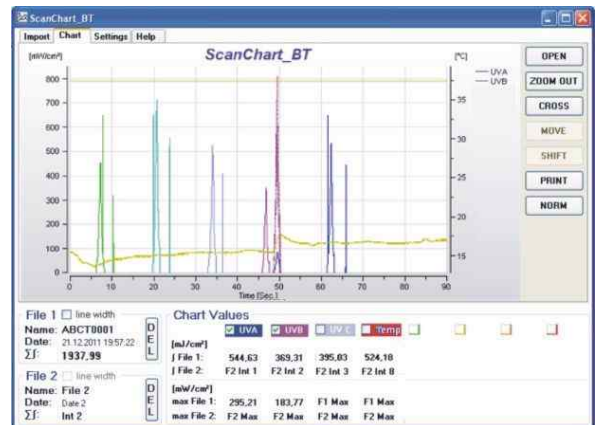 ScanChart_BT
Import Chart Settings Help
[mW/cm²] ScanChart_BT [°C]
UVA
UVB
800
700
600
500
400
300
200
100
0
35
30
25
20
15
0 10 20 30 40 50 60 70 80 90
Time [Sec.]
OPEN
ZOOM OUT
CROSS
MOVE
SHIFT
PRINT
NORM
File 1 line width
Name: ABCT0001
Date: 21.12.2011 19:57:22
Σ∫: 1937,99
DEL
File 2 line width
Name: File 2
Date: Date 2
Σ∫: Int 2
DEL
Chart Values
UVA UVB UV C Temp
[mJ/cm²]
∫ File 1: 544,63 369,31 395,03 524,18
∫ File 2: F2 Int 1 F2 Int 2 F2 Int 3 F2 Int 8
[mW/cm²]
max File 1: 295,21 183,77 F1 Max F1 Max
max File 2: F2 Max F2 Max F2 Max F2 Max